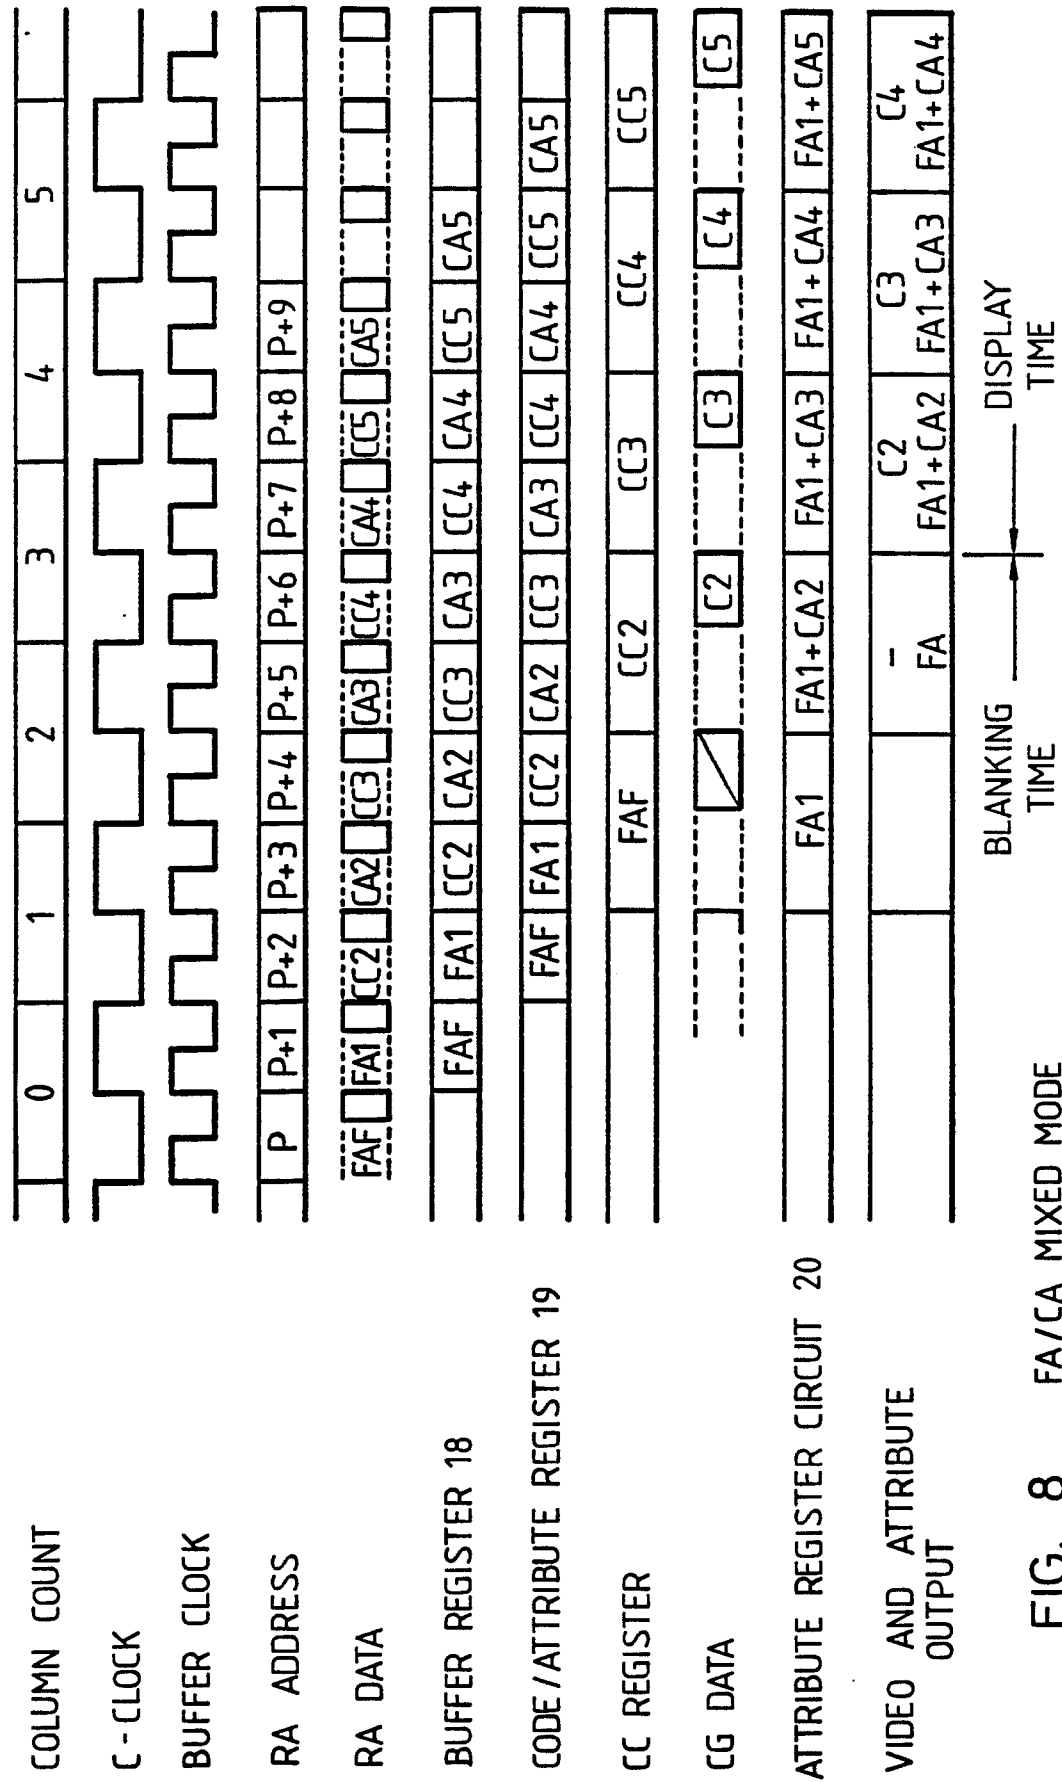 COLUMN COUNT 0 1 2 3 4 5
C-CLOCK
BUFFER CLOCK
RA ADDRESS P P+1 P+2 P+3 P+4 P+5 P+6 P+7 P+8 P+9
RA DATA FAF FA1 CC2 CA2 CC3 CA3 CC4 CA4 CC5 CA5
BUFFER REGISTER 18 FAF FA1 CC2 CA2 CC3 CA3 CC4 CA4 CC5 CA5
CODE/ATTRIBUTE REGISTER 19 FAF FA1 CC2 CA2 CC3 CA3 CC4 CA4 CC5 CA5
CC REGISTER FAF CC2 CC3 CC4 CC5
CG DATA C2 C3 C4 C5
ATTRIBUTE REGISTER CIRCUIT 20 FA1 FA1+CA2 FA1+CA3 FA1+CA4 FA1+CA5
VIDEO AND ATTRIBUTE – C2 C3 C4
OUTPUT FA FA1+CA2 FA1+CA3 FA1+CA4
BLANKING DISPLAY
TIME TIME
FIG. 8 FA/CA MIXED MODE